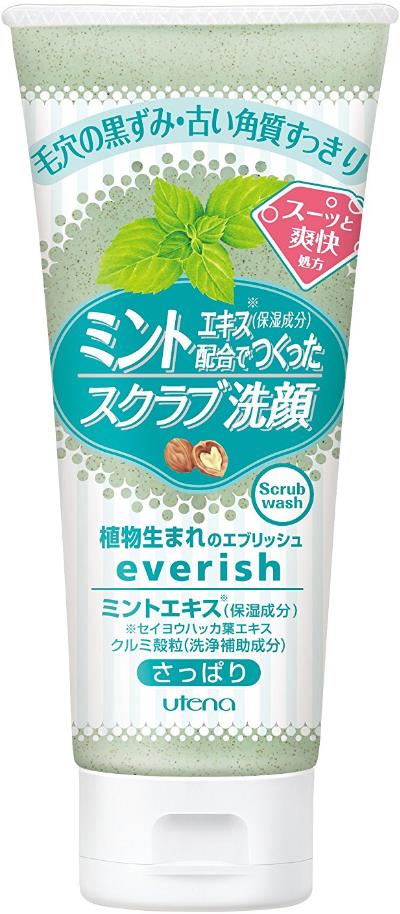 毛穴の黒ずみ・古い角質すっきり
スーッと
爽快
処方
ミントエキス※(保湿成分)
配合でつくった
スクラブ洗顔
Scrub
wash
植物生まれのエブリッシュ
everish
ミントエキス※(保湿成分)
※セイヨウハッカ葉エキス
クルミ殻粒(洗浄補助成分)
さっぱり
utena